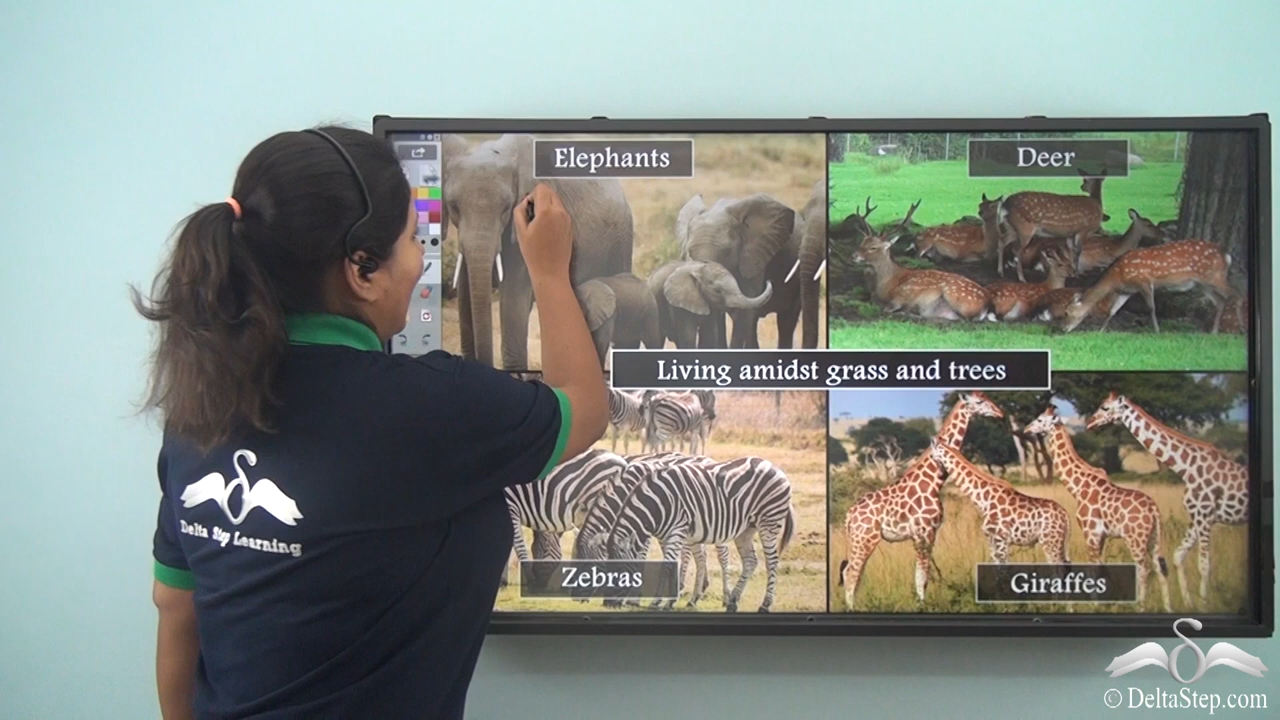 Elephants
Deer
Living amidst grass and trees
Zebras
Giraffes
Delta Step Learning
© DeltaStep.com